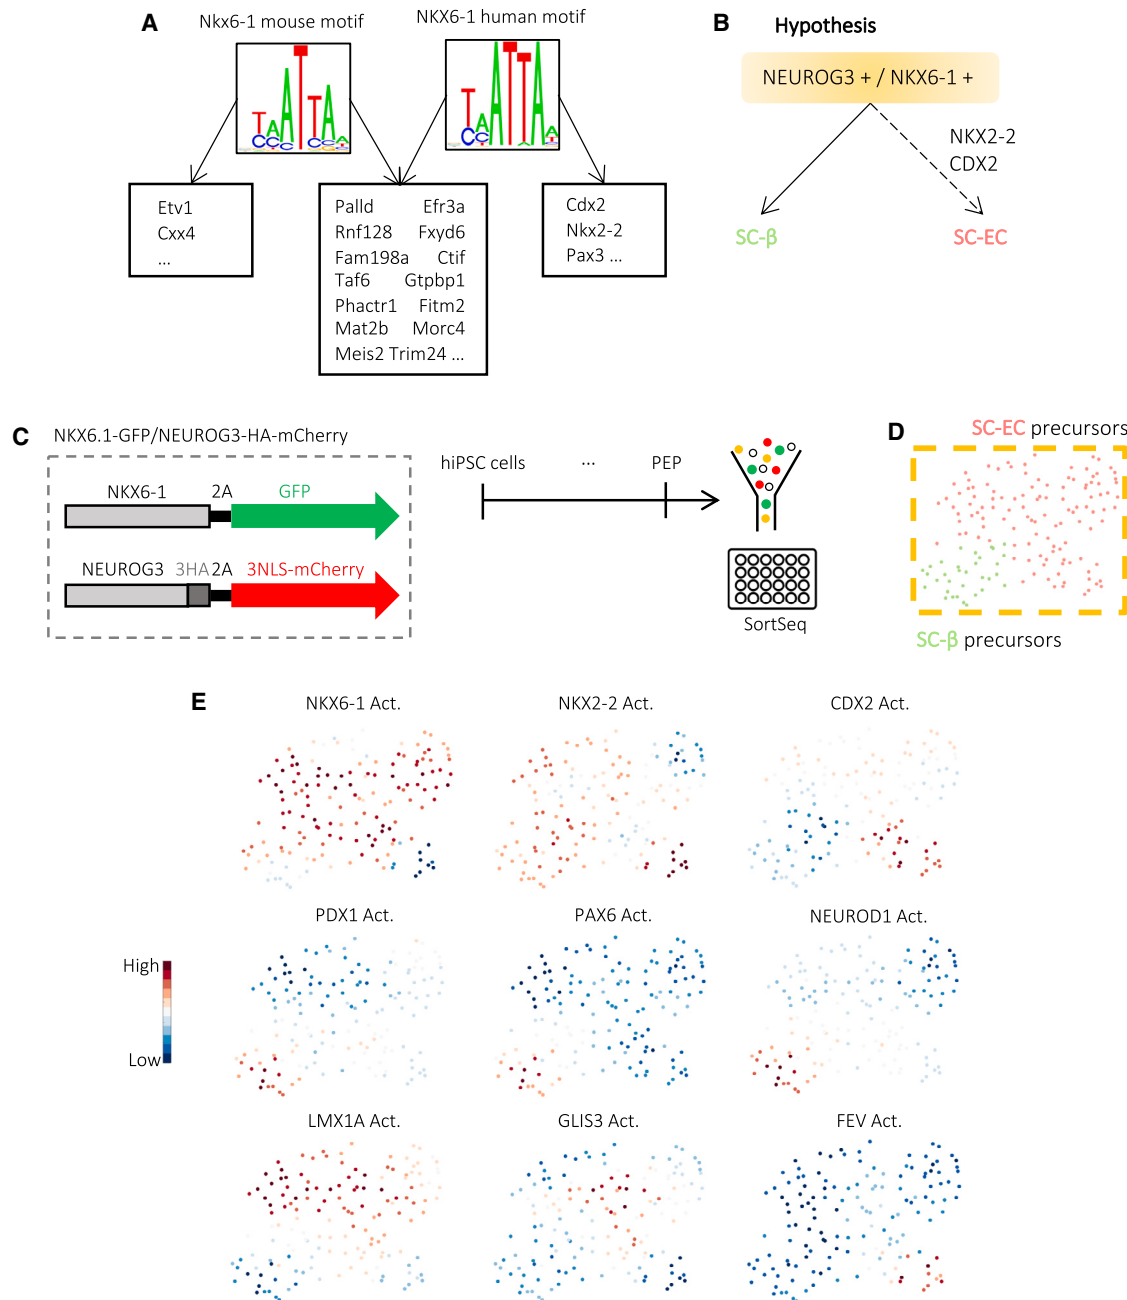 A
Nkx6-1 mouse motif
NKX6-1 human motif
Etv1
Cxx4
...
Palld Efr3a
Rnf128 Fxyd6
Fam198a Ctif
Taf6 Gtpbp1
Phactr1 Fitm2
Mat2b Morc4
Meis2 Trim24 ...
Cdx2
Nkx2-2
Pax3 ...
B
Hypothesis
NEUROG3 + / NKX6-1 +
NKX2-2
CDX2
SC-β
SC-EC
C
NKX6.1-GFP/NEUROG3-HA-mCherry
NKX6-1 2A GFP
NEUROG3 3HA 2A 3NLS-mCherry
hiPSC cells ... PEP
SortSeq
D
SC-EC precursors
SC-β precursors
E
NKX6-1 Act.
NKX2-2 Act.
CDX2 Act.
PDX1 Act.
PAX6 Act.
NEUROD1 Act.
High
Low
LMX1A Act.
GLIS3 Act.
FEV Act.